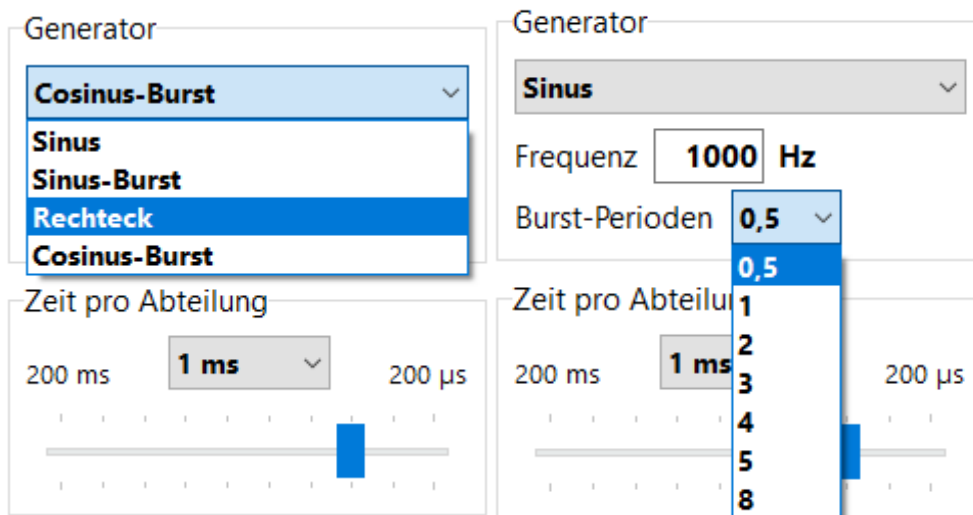 Generator
Cosinus-Burst
Sinus
Sinus-Burst
Rechteck
Cosinus-Burst
Zeit pro Abteilung
1 ms
200 ms
200 µs
Generator
Sinus
Frequenz 1000 Hz
Burst-Perioden 0,5
0,5
1
2
3
4
5
8
Zeit pro Abteilu
1 ms
200 ms
200 µs